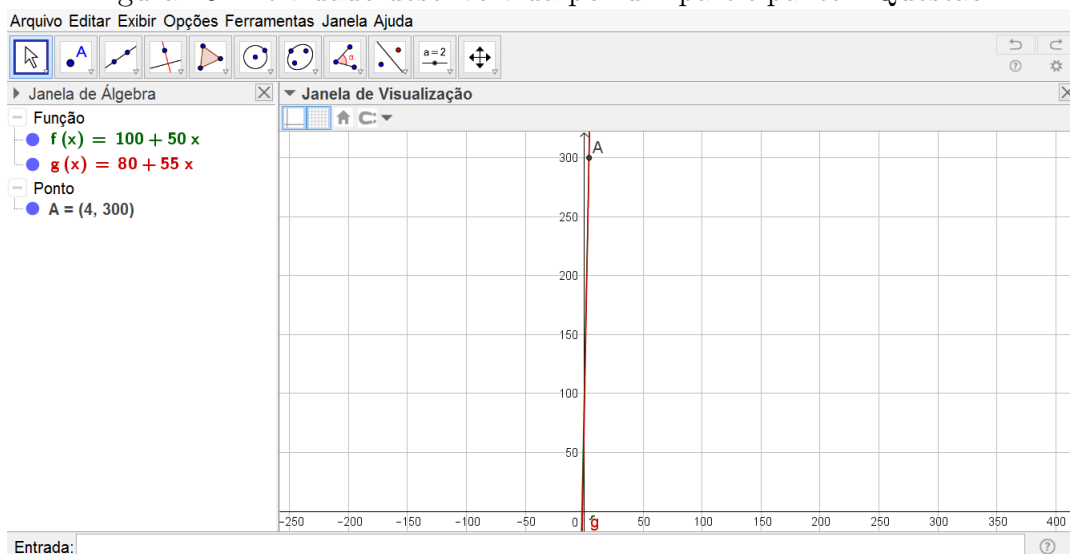 Arquivo Editar Exibir Opções Ferramentas Janela Ajuda
A
α
a=2
Janela de Álgebra
Janela de Visualização
Função
f (x) = 100 + 50 x
g (x) = 80 + 55 x
Ponto
A = (4, 300)
A
300
250
200
150
100
50
-250 -200 -150 -100 -50 0 50 100 150 200 250 300 350 400
f
g
Entrada: